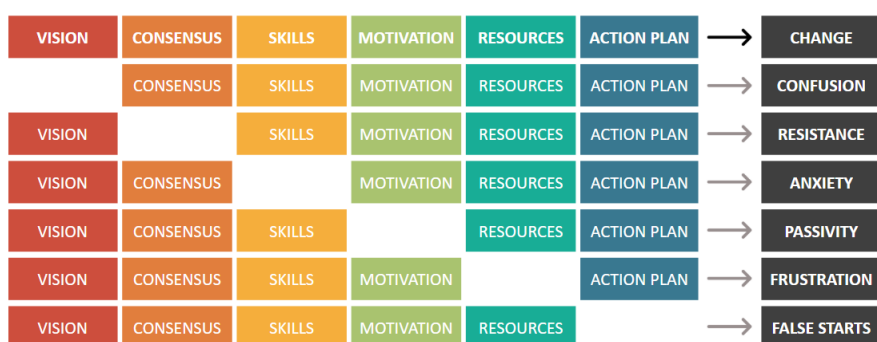 VISION CONSENSUS SKILLS MOTIVATION RESOURCES ACTION PLAN CHANGE
CONSENSUS SKILLS MOTIVATION RESOURCES ACTION PLAN CONFUSION
VISION SKILLS MOTIVATION RESOURCES ACTION PLAN RESISTANCE
VISION CONSENSUS MOTIVATION RESOURCES ACTION PLAN ANXIETY
VISION CONSENSUS SKILLS RESOURCES ACTION PLAN PASSIVITY
VISION CONSENSUS SKILLS MOTIVATION ACTION PLAN FRUSTRATION
VISION CONSENSUS SKILLS MOTIVATION RESOURCES FALSE STARTS